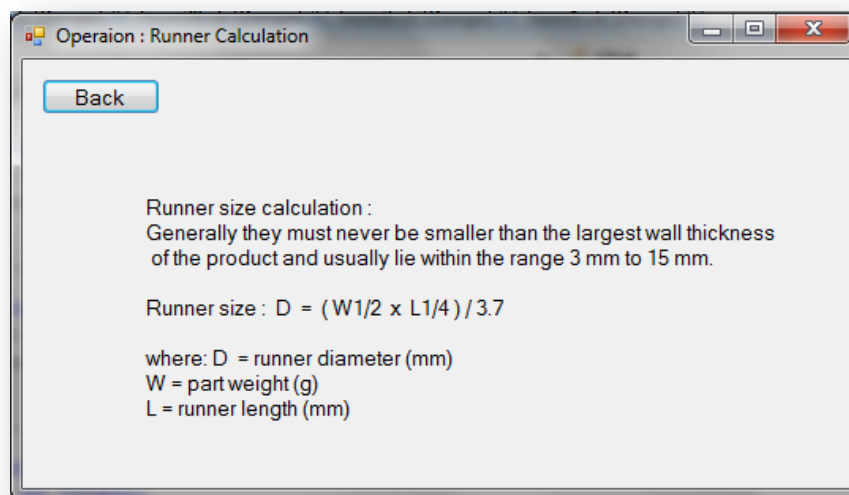 Operaion : Runner Calculation
Back
Runner size calculation :
Generally they must never be smaller than the largest wall thickness
of the product and usually lie within the range 3 mm to 15 mm.
Runner size : D = ( W1/2 x L1/4 ) / 3.7
where: D = runner diameter (mm)
W = part weight (g)
L = runner length (mm)